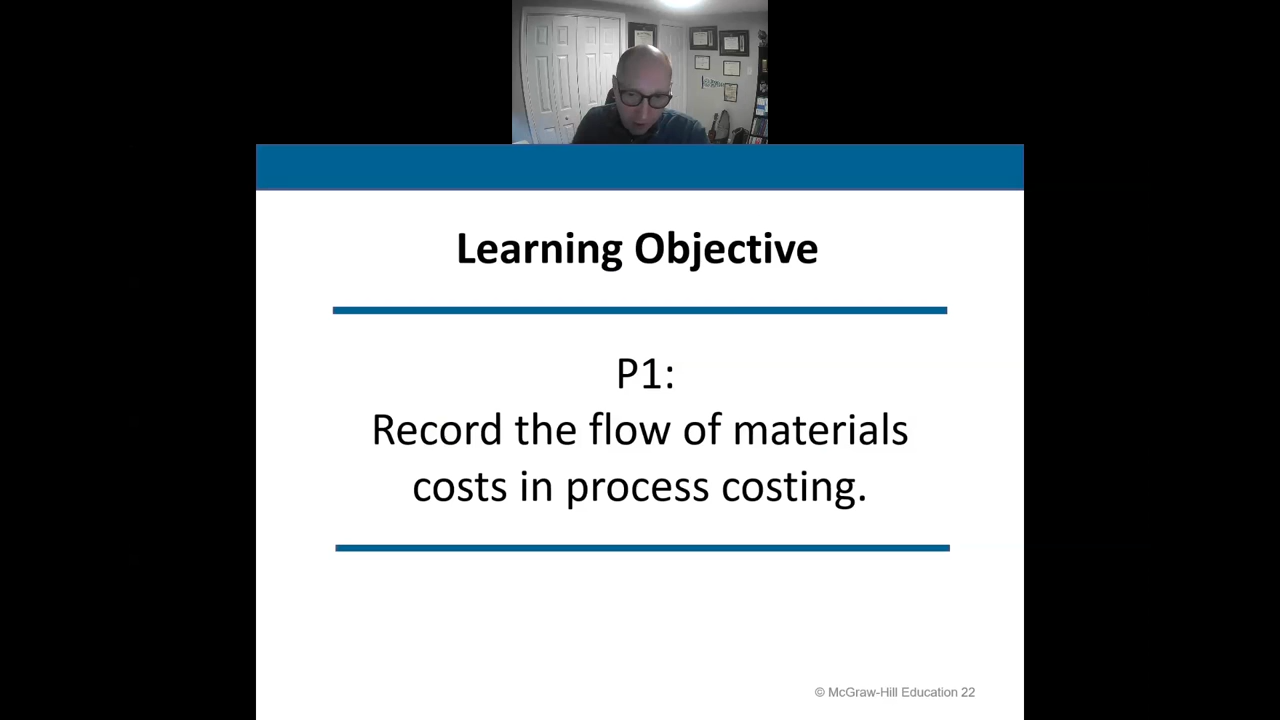 Learning Objective
P1:
Record the flow of materials
costs in process costing.
© McGraw-Hill Education 22